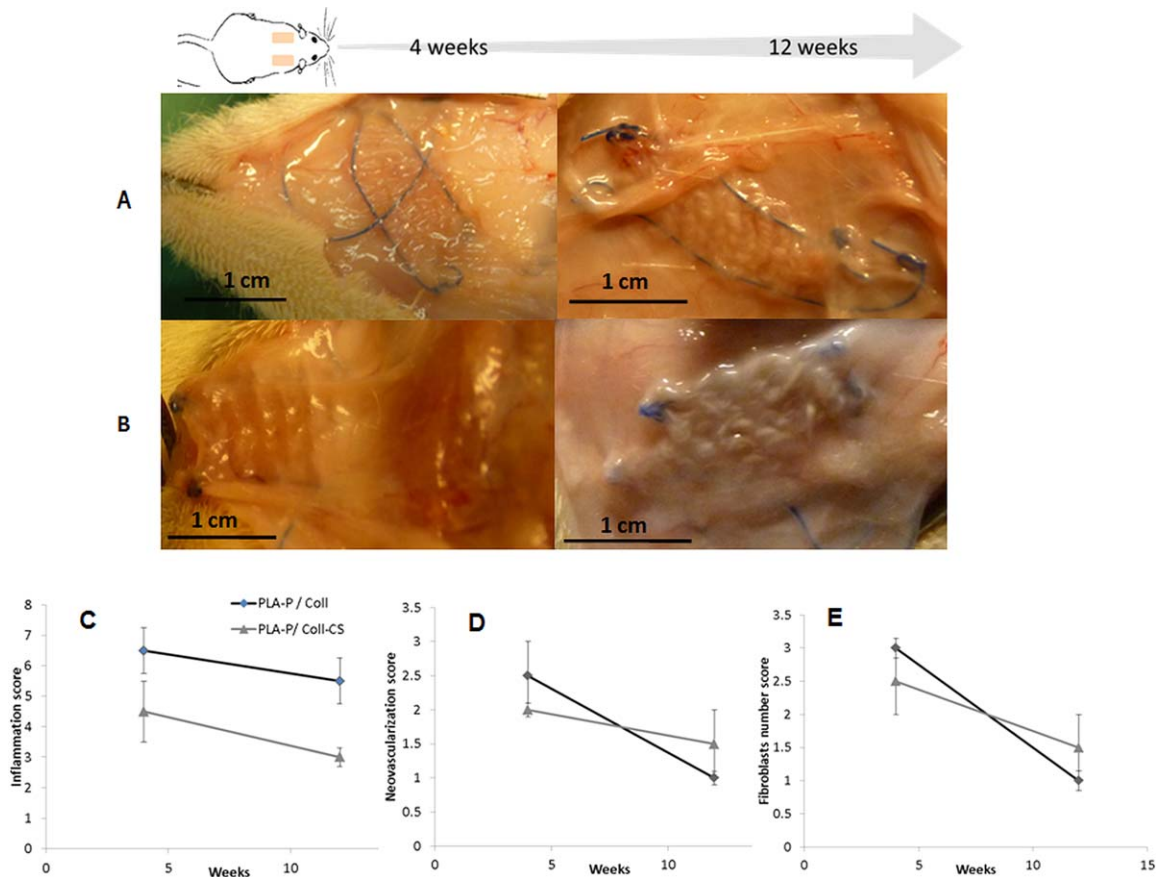 4 weeks
12 weeks
A
1 cm
1 cm
B
1 cm
1 cm
C
PLA-P / Coll
PLA-P/ Coll-CS
Inflammation score
8
7
6
5
4
3
2
1
0
0
5
10
Weeks
D
Neovascularization score
3.5
3
2.5
2
1.5
1
0.5
0
0
5
10
Weeks
E
Fibroblasts number score
3.5
3
2.5
2
1.5
1
0.5
0
0
5
10
15
Weeks